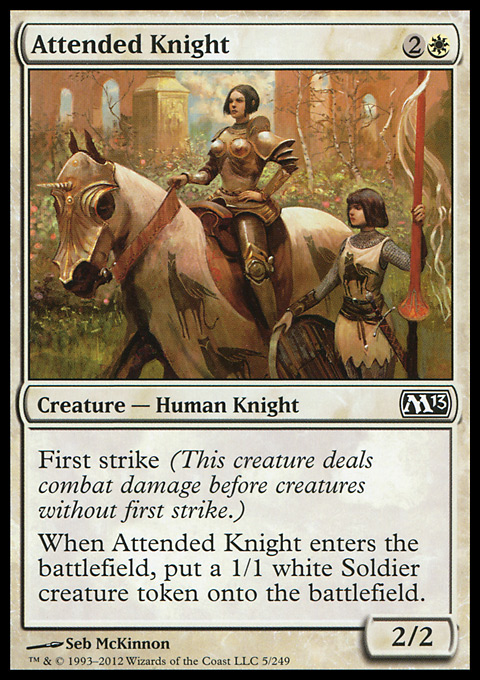 Attended Knight 2
Creature — Human Knight M13
First strike (This creature deals
combat damage before creatures
without first strike.)
When Attended Knight enters the
battlefield, put a 1/1 white Soldier
creature token onto the battlefield.
Seb McKinnon
2/2
™ & © 1993–2012 Wizards of the Coast LLC 5/249